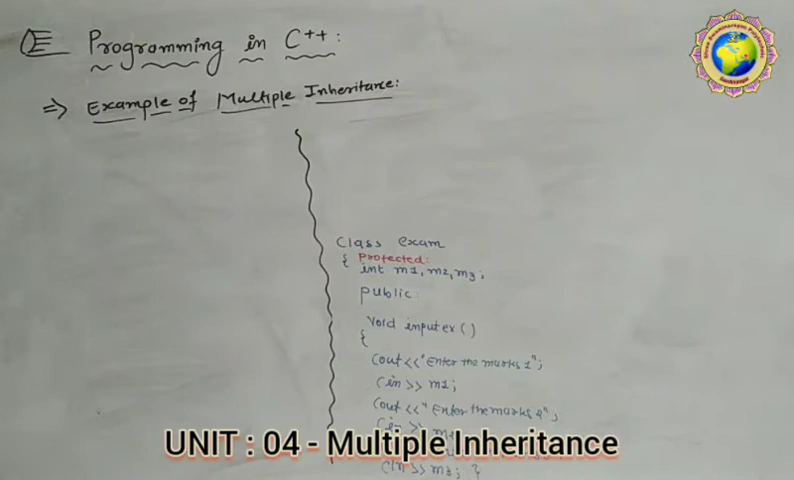 Programming in C++:
=> Example of Multiple Inheritance:
Class exam
{ Protected:
int m1, m2, m3;
public:
Void inputex()
{
Cout<<"Enter the marks 1";
Cin >> m1;
Cout <<" Enter the marks 2";
Cin >>
UNIT : 04 - Multiple Inheritance
Cin >> m3; }